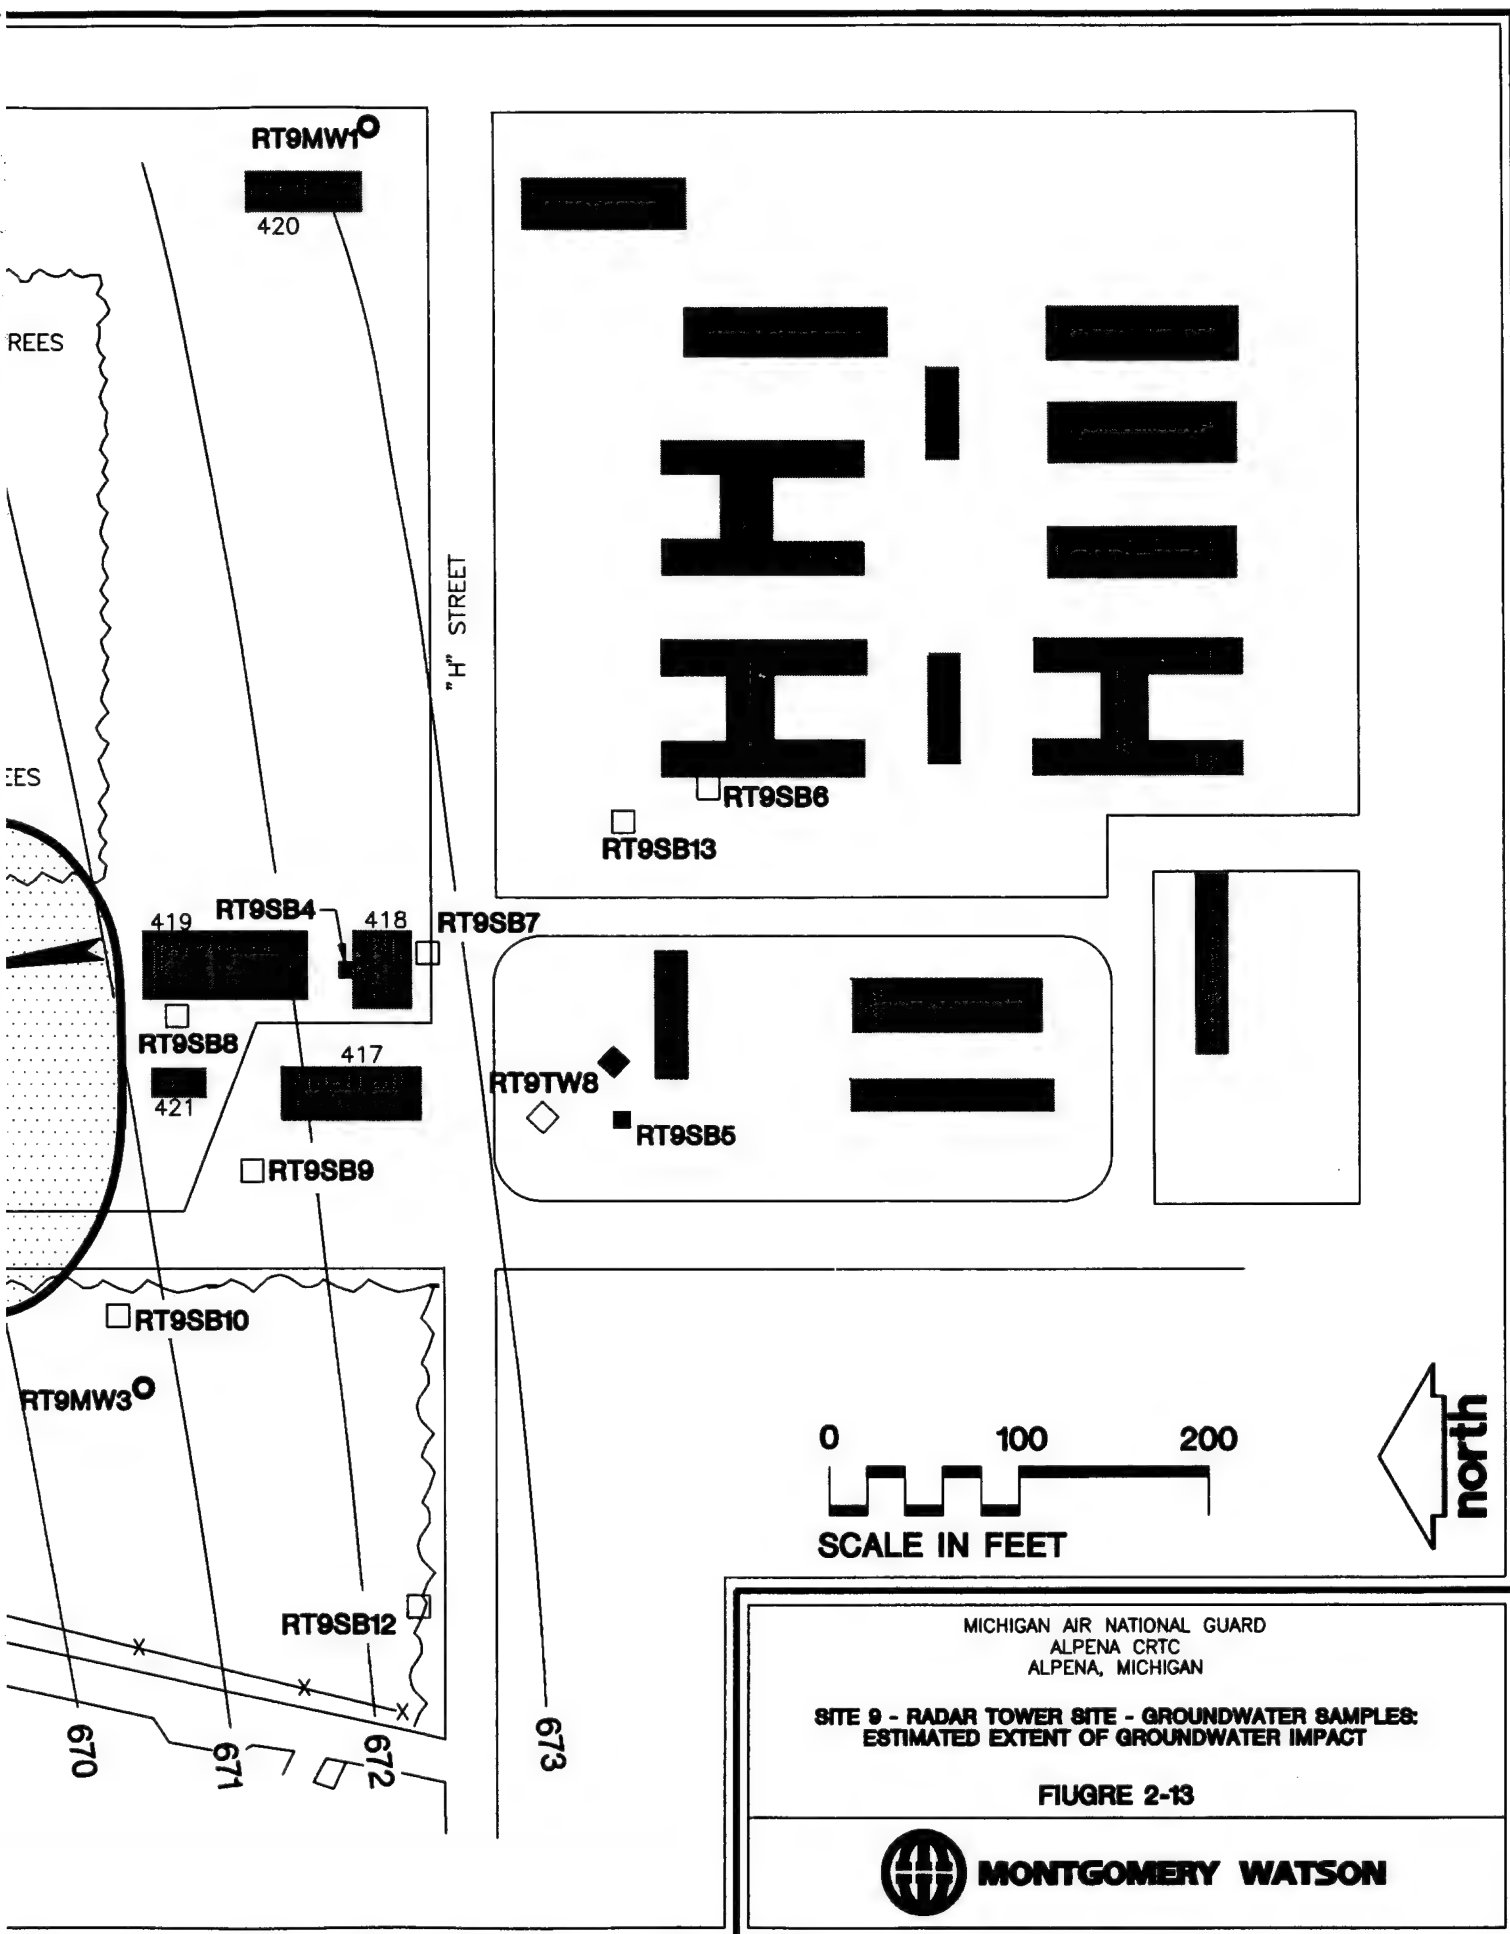 RT9MW1
420
REES
"H" STREET
EES
RT9SB6
RT9SB13
419
RT9SB4
418
RT9SB7
RT9SB8
417
421
RT9TW8
RT9SB5
RT9SB9
RT9SB10
RT9MW3
0 100 200
SCALE IN FEET
north
RT9SB12
X
X
X
670
671
672
673
MICHIGAN AIR NATIONAL GUARD
ALPENA CRTC
ALPENA, MICHIGAN
SITE 9 - RADAR TOWER SITE - GROUNDWATER SAMPLES:
ESTIMATED EXTENT OF GROUNDWATER IMPACT
FIUGRE 2-13
MONTGOMERY WATSON